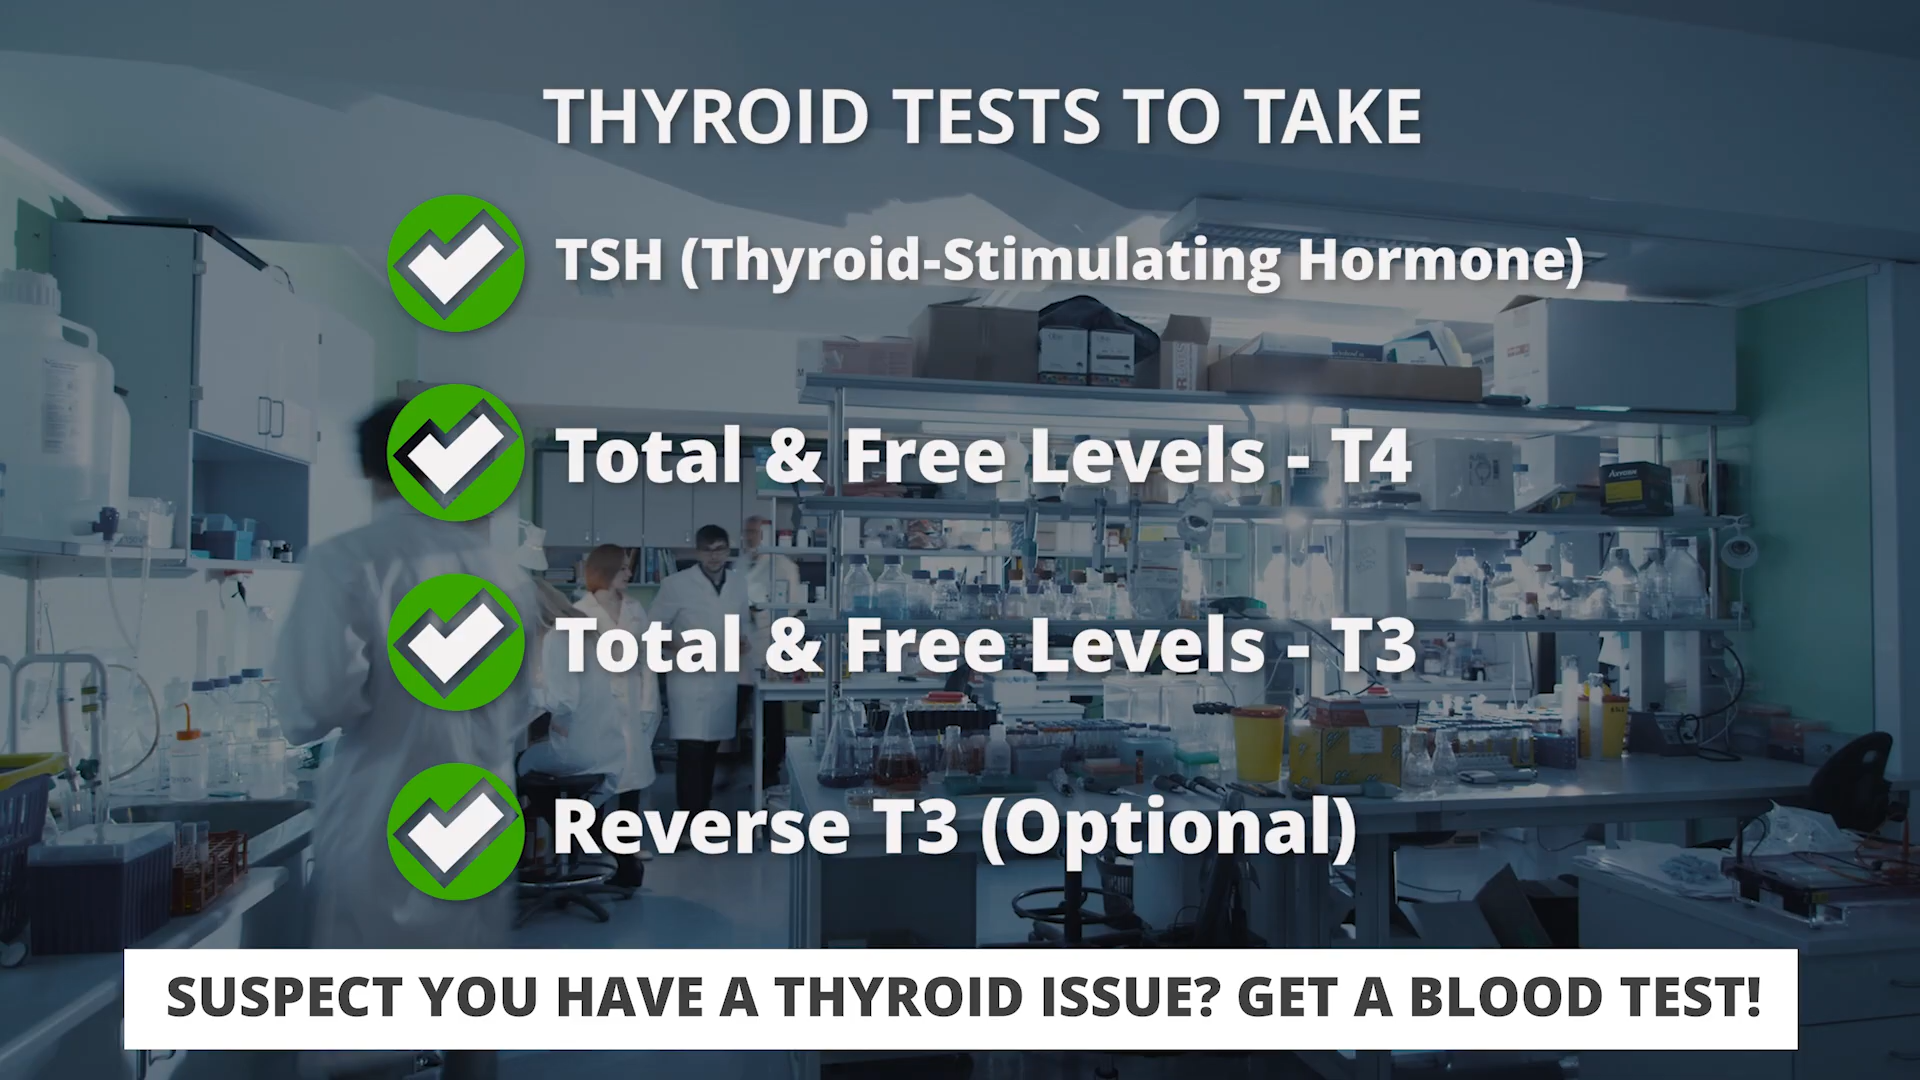 THYROID TESTS TO TAKE
TSH (Thyroid-Stimulating Hormone)
Total & Free Levels - T4
Total & Free Levels - T3
Reverse T3 (Optional)
SUSPECT YOU HAVE A THYROID ISSUE? GET A BLOOD TEST!